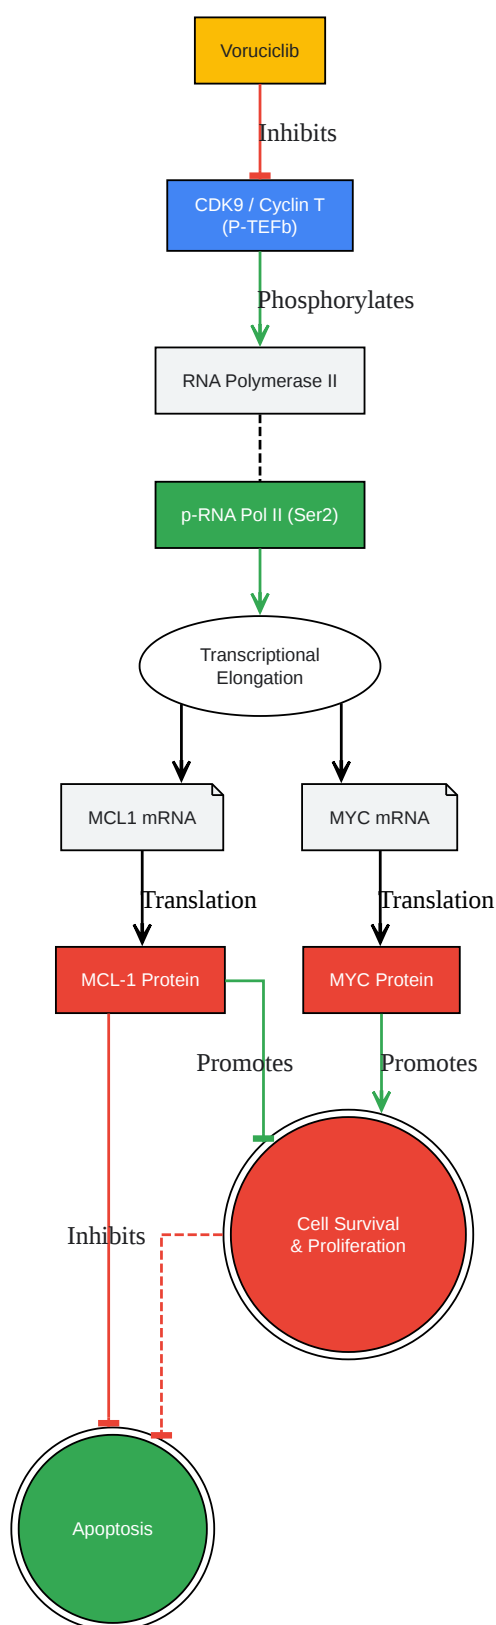 Voruciclib
Inhibits
CDK9 / Cyclin T
(P-TEFb)
Phosphorylates
RNA Polymerase II
p-RNA Pol II (Ser2)
Transcriptional
Elongation
MCL1 mRNA
MYC mRNA
Translation
Translation
MCL-1 Protein
MYC Protein
Promotes
Promotes
Cell Survival
& Proliferation
Inhibits
Apoptosis